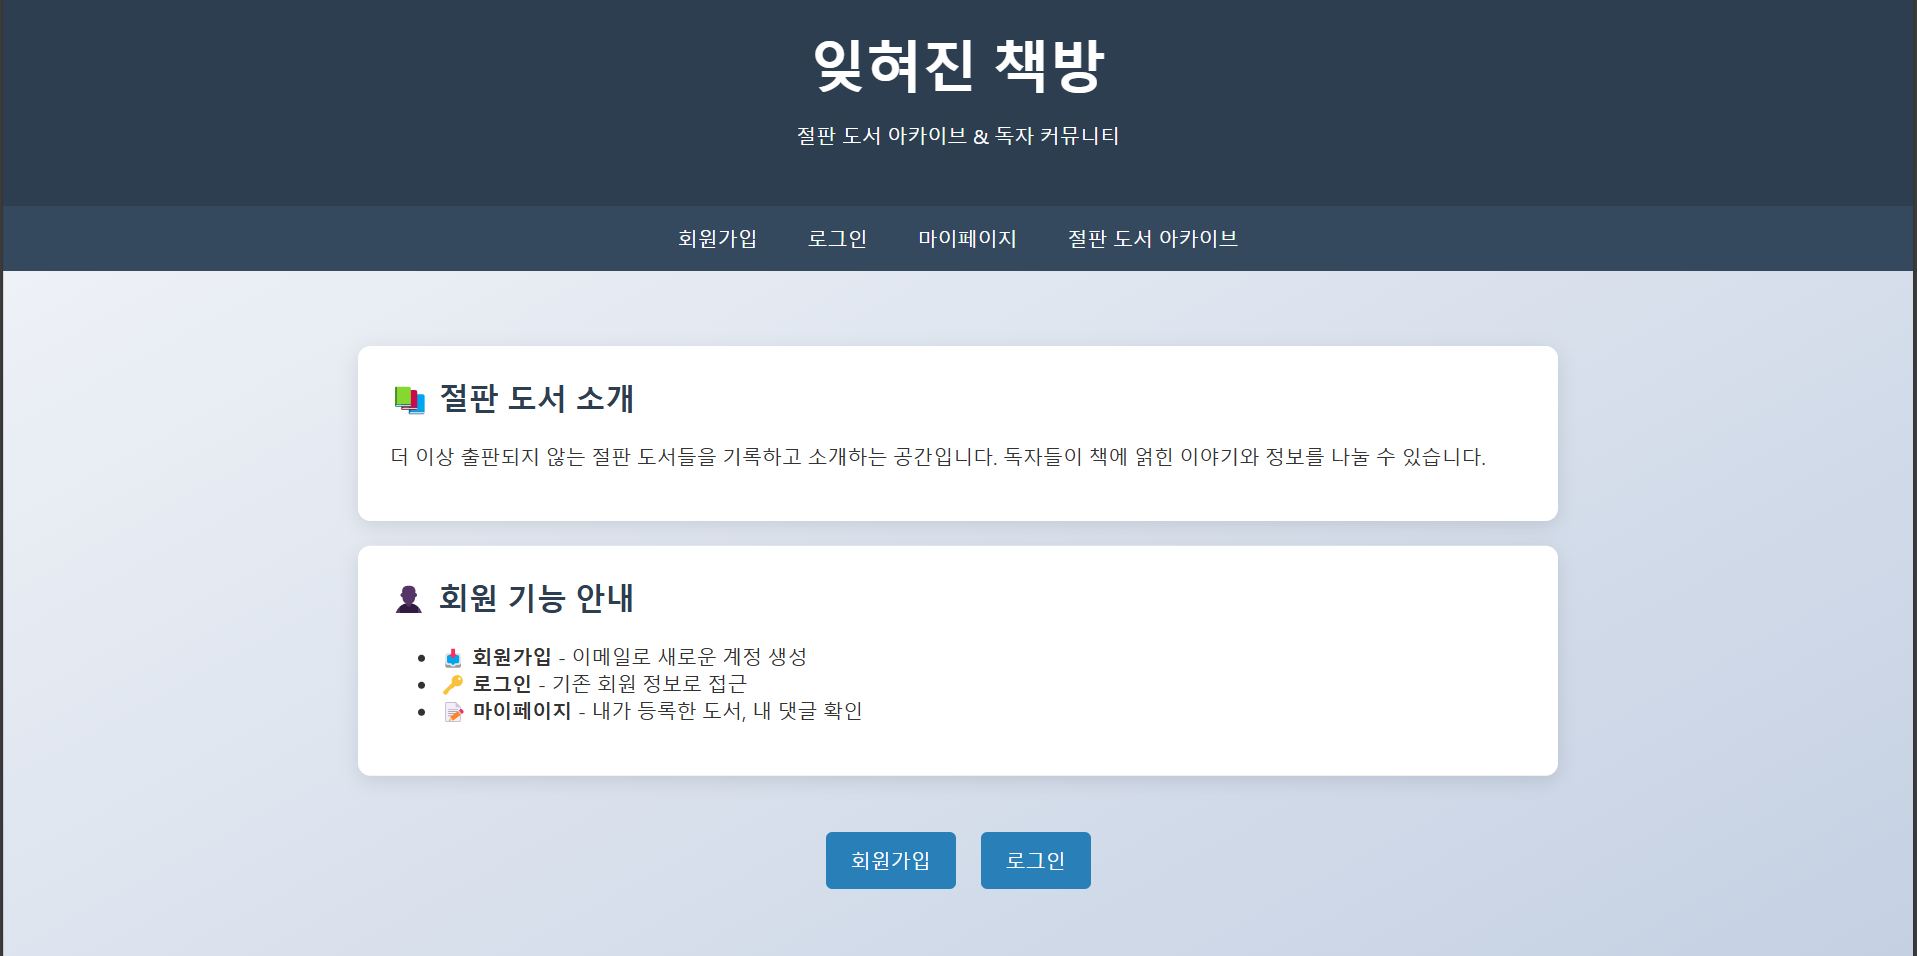 잊혀진 책방
절판 도서 아카이브 & 독자 커뮤니티
회원가입 로그인 마이페이지 절판 도서 아카이브
절판 도서 소개
더 이상 출판되지 않는 절판 도서들을 기록하고 소개하는 공간입니다. 독자들이 책에 얽힌 이야기와 정보를 나눌 수 있습니다.
회원 기능 안내
회원가입 - 이메일로 새로운 계정 생성
로그인 - 기존 회원 정보로 접근
마이페이지 - 내가 등록한 도서, 내 댓글 확인
회원가입 로그인